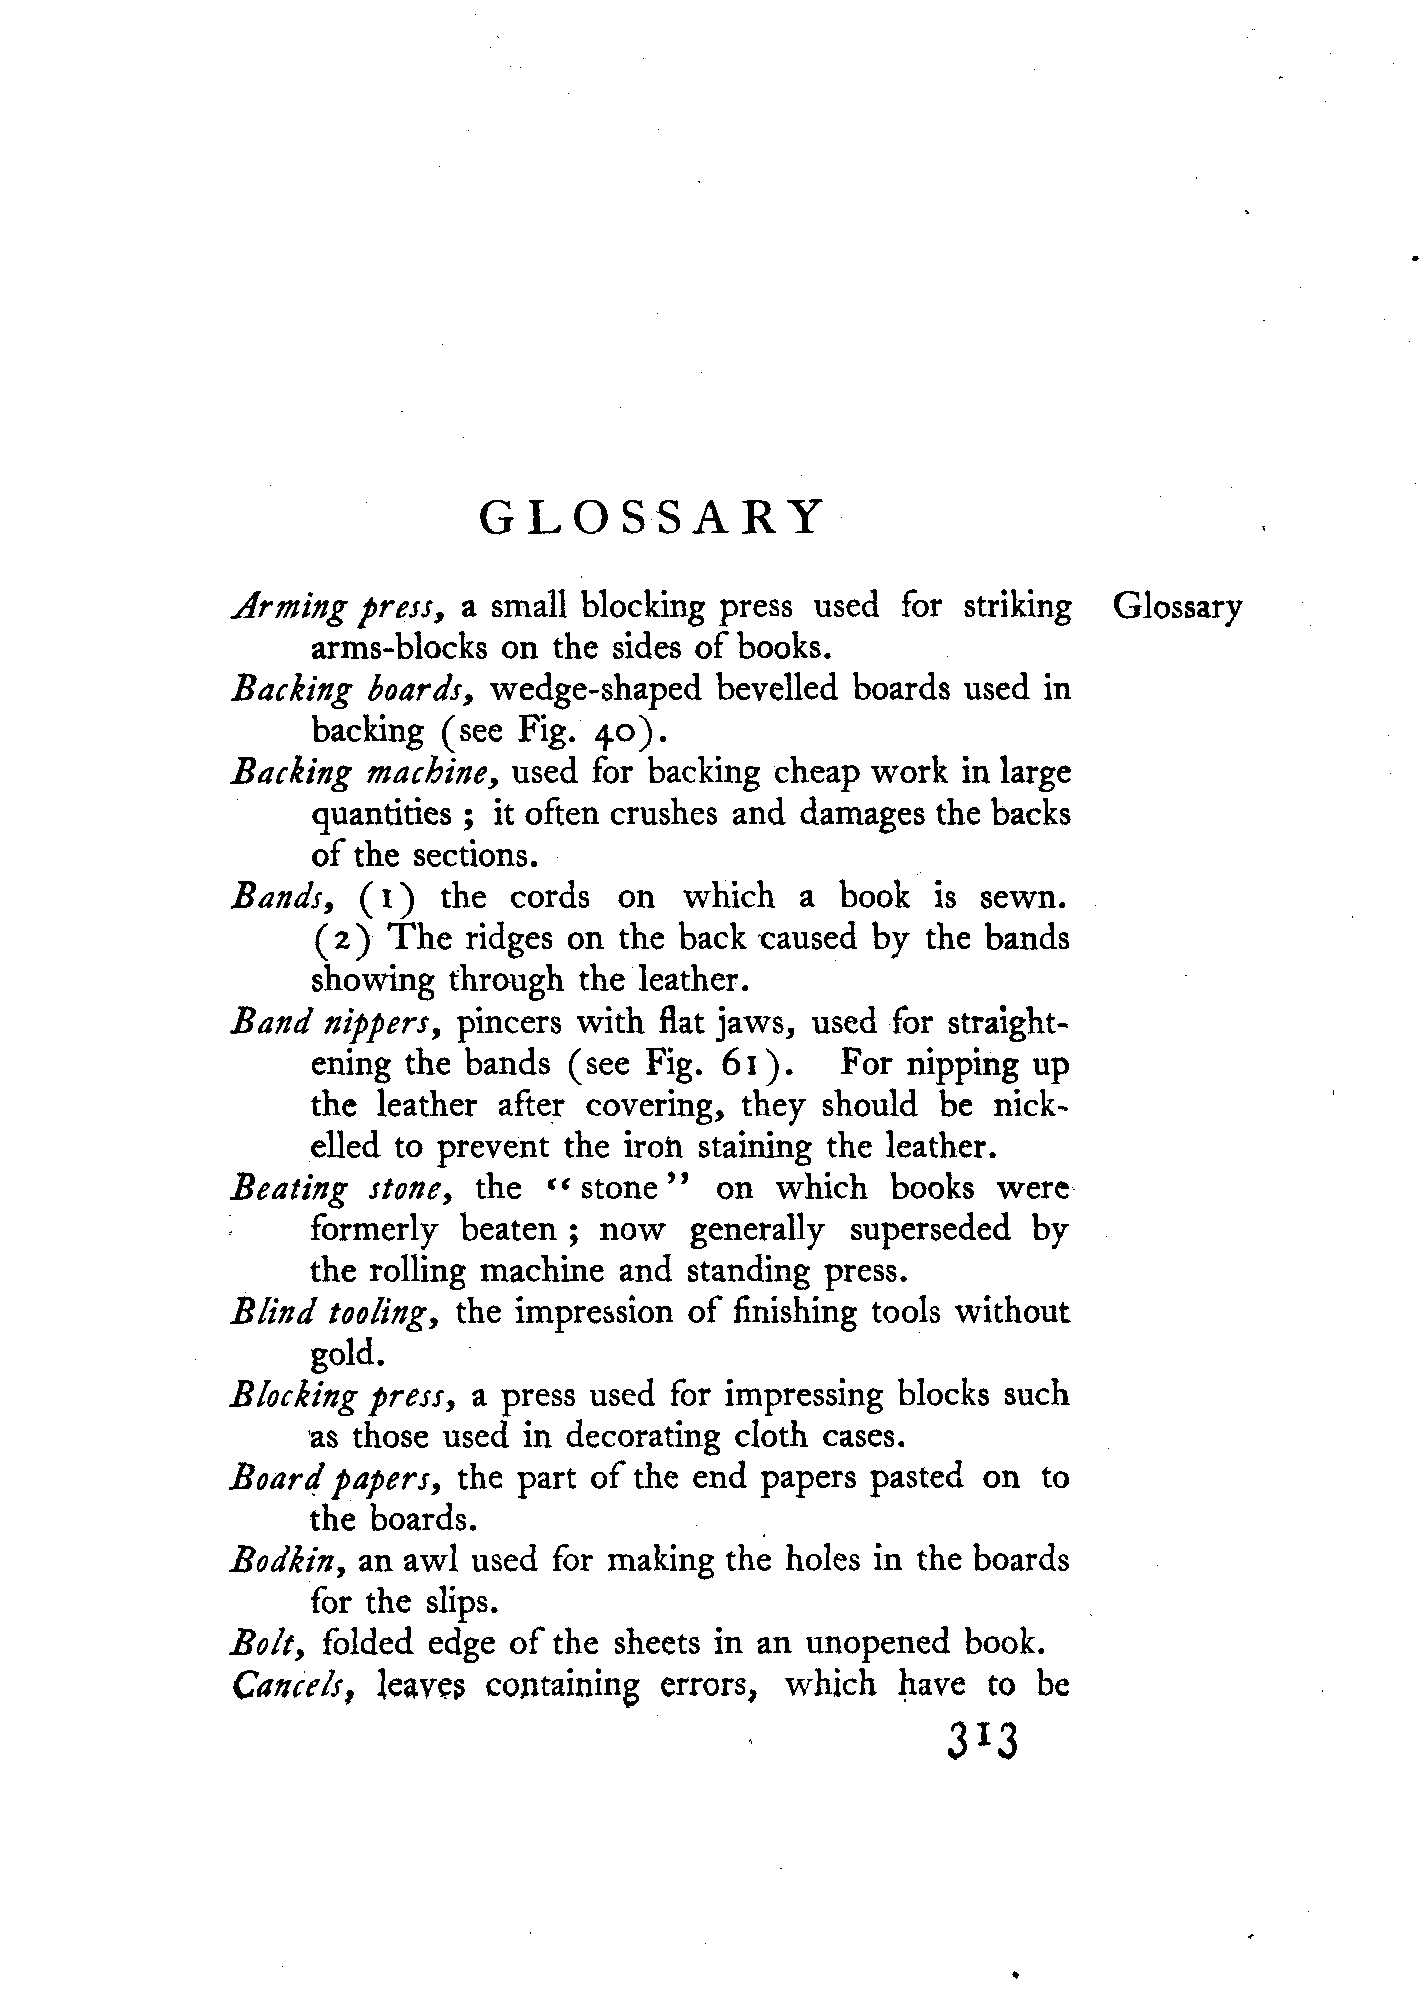 GLOSSARY
Arming press, a small blocking press used for striking
Glossary
arms-blocks on the sides of books.
Backing boards, wedge-shaped bevelled boards used in
backing (see Fig. 40).
Backing machine, used for backing cheap work in large
quantities ; it often crushes and damages the backs
of the sections.
Bands, (1) the cords on which a book is sewn.
(2) The ridges on the back caused by the bands
showing through the leather.
Band nippers, pincers with flat jaws, used for straight-
ening the bands (see Fig. 61). For nipping up
the leather after covering, they should be nick-
elled to prevent the iron staining the leather.
Beating stone, the “ stone ” on which books were
formerly beaten ; now generally superseded by
the rolling machine and standing press.
Blind tooling, the impression of finishing tools without
gold.
Blocking press, a press used for impressing blocks such
as those used in decorating cloth cases.
Board papers, the part of the end papers pasted on to
the boards.
Bodkin, an awl used for making the holes in the boards
for the slips.
Bolt, folded edge of the sheets in an unopened book.
Cancels, leaves containing errors, which have to be
313